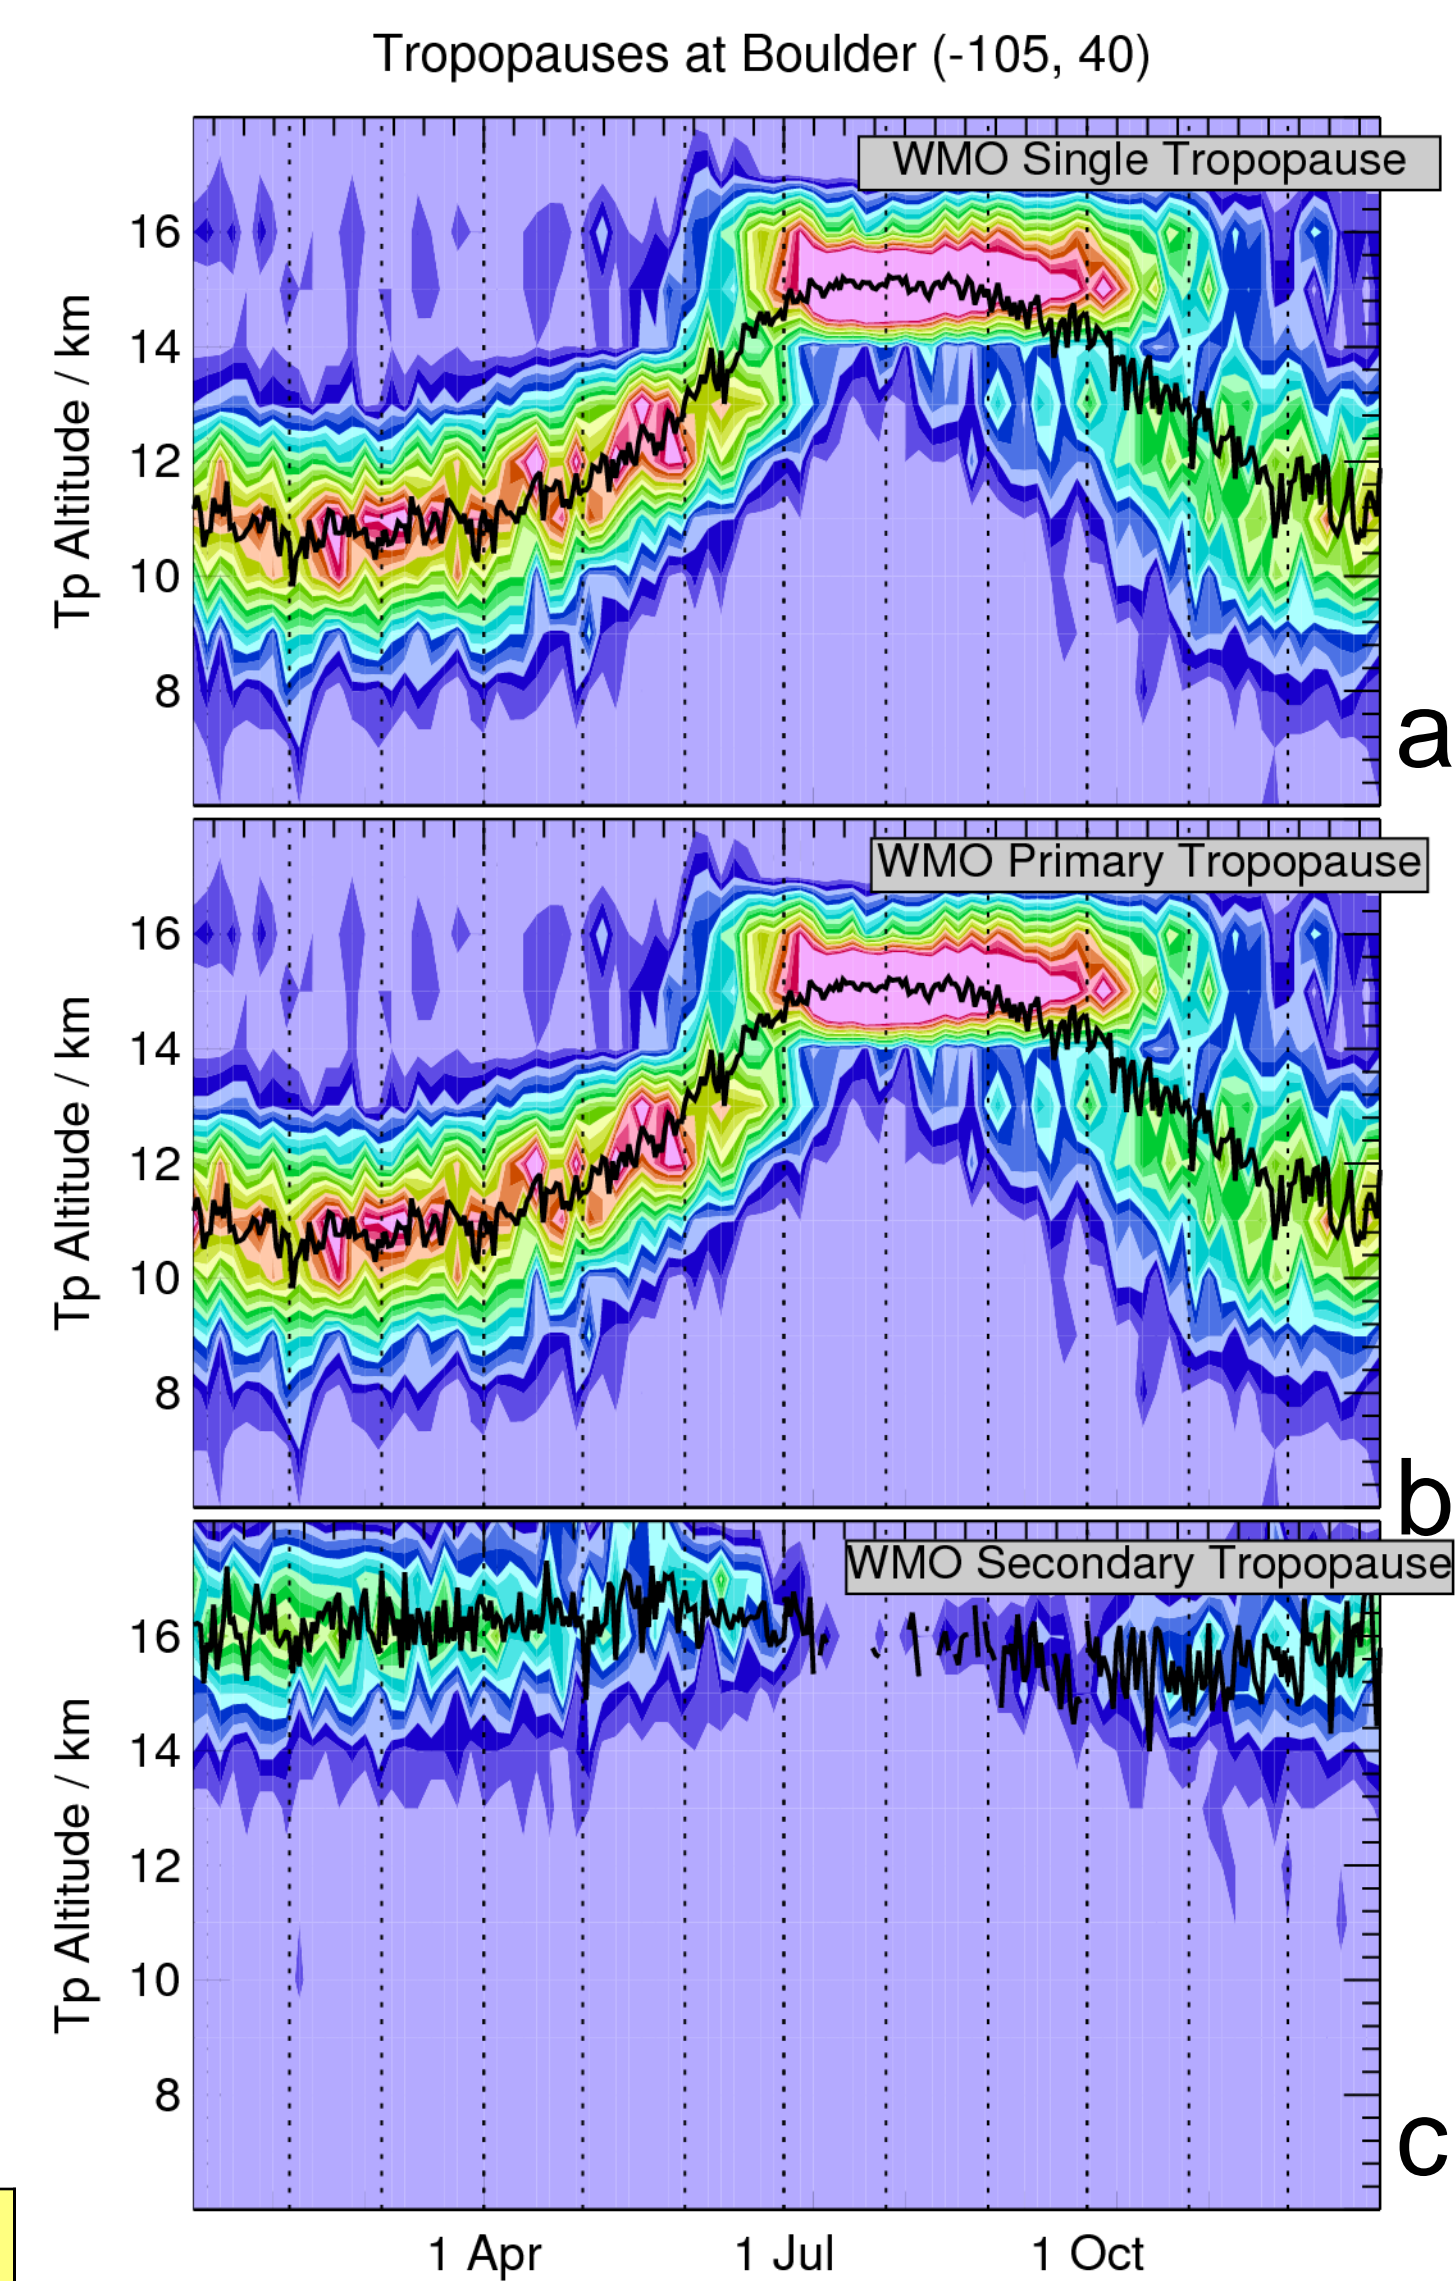 Tropopauses at Boulder (-105, 40)
WMO Single Tropopause
Tp Altitude / km
16
14
12
10
8
a
WMO Primary Tropopause
Tp Altitude / km
16
14
12
10
8
b
WMO Secondary Tropopause
Tp Altitude / km
16
14
12
10
8
c
1 Apr 1 Jul 1 Oct